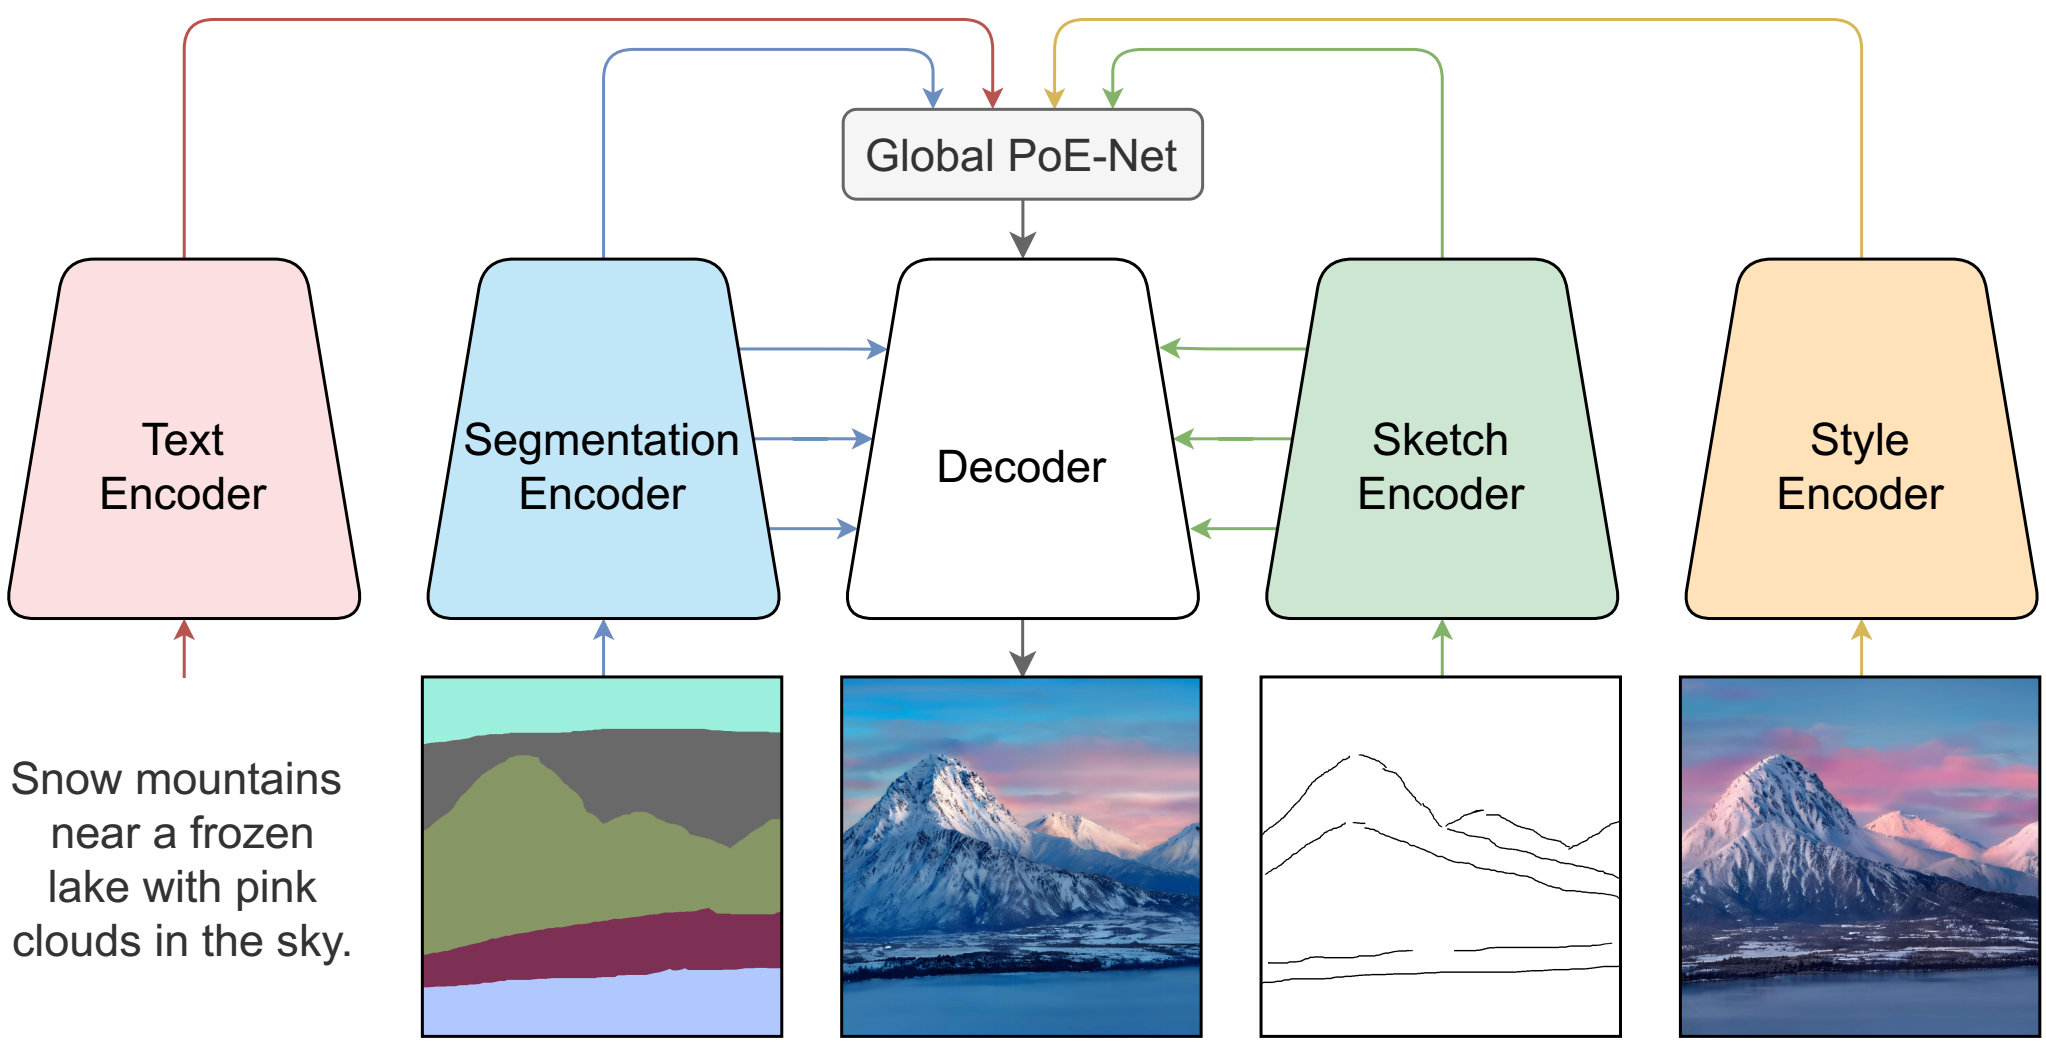 Global PoE-Net
Text
Encoder
Segmentation
Encoder
Decoder
Sketch
Encoder
Style
Encoder
Snow mountains
near a frozen
lake with pink
clouds in the sky.